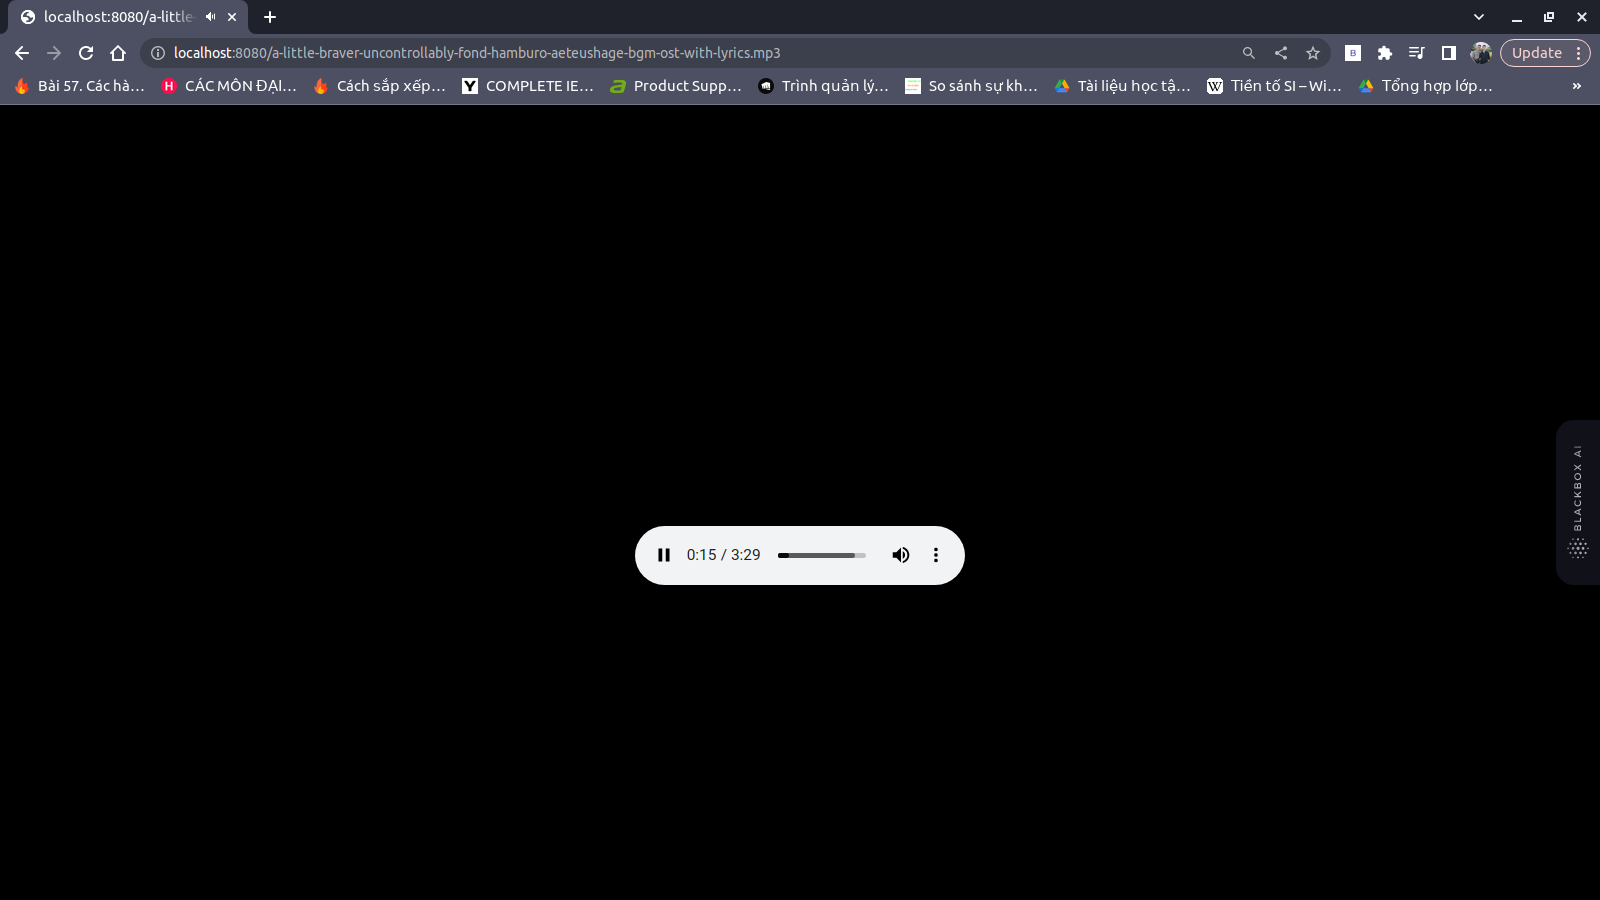 localhost:8080/a-little-
localhost:8080/a-little-braver-uncontrollably-fond-hamburo-aeteushage-bgm-ost-with-lyrics.mp3
B
Update
Bài 57. Các hà...
H CÁC MÔN ĐẠI...
Cách sắp xếp...
Y COMPLETE IE...
a Product Supp...
Trình quản lý...
So sánh sự kh...
Tài liệu học tậ...
W Tiền tố SI – Wi...
Tổng hợp lớp...
»
BLACKBOX AI
0:15 / 3:29